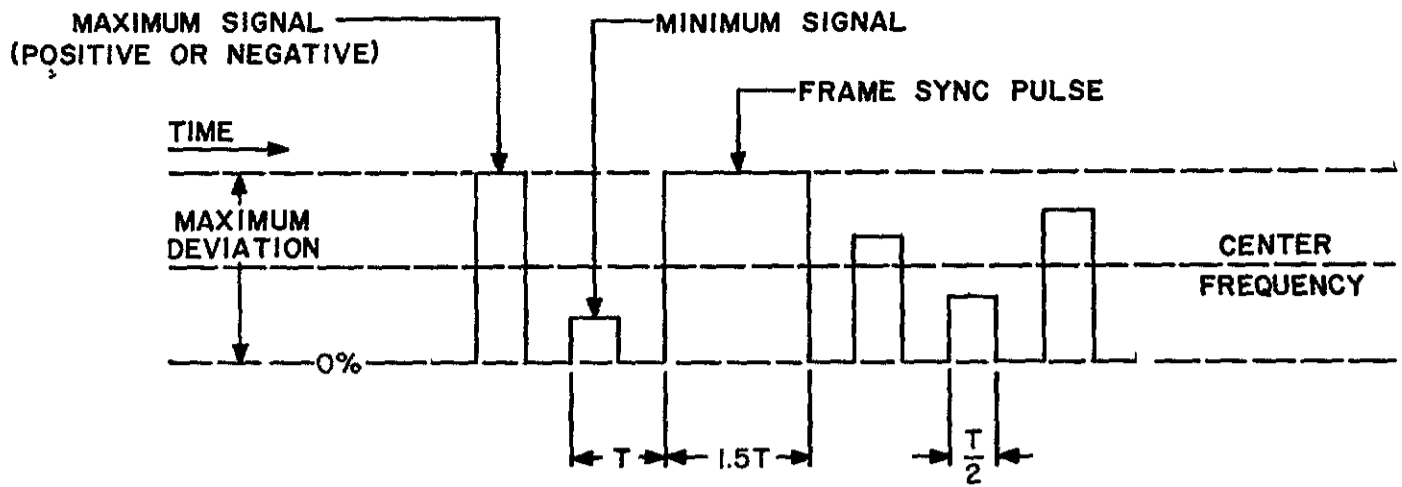 MAXIMUM SIGNAL
(POSITIVE OR NEGATIVE)
MINIMUM SIGNAL
FRAME SYNC PULSE
TIME
MAXIMUM
DEVIATION
CENTER
FREQUENCY
0%
T
1.5T
T
2